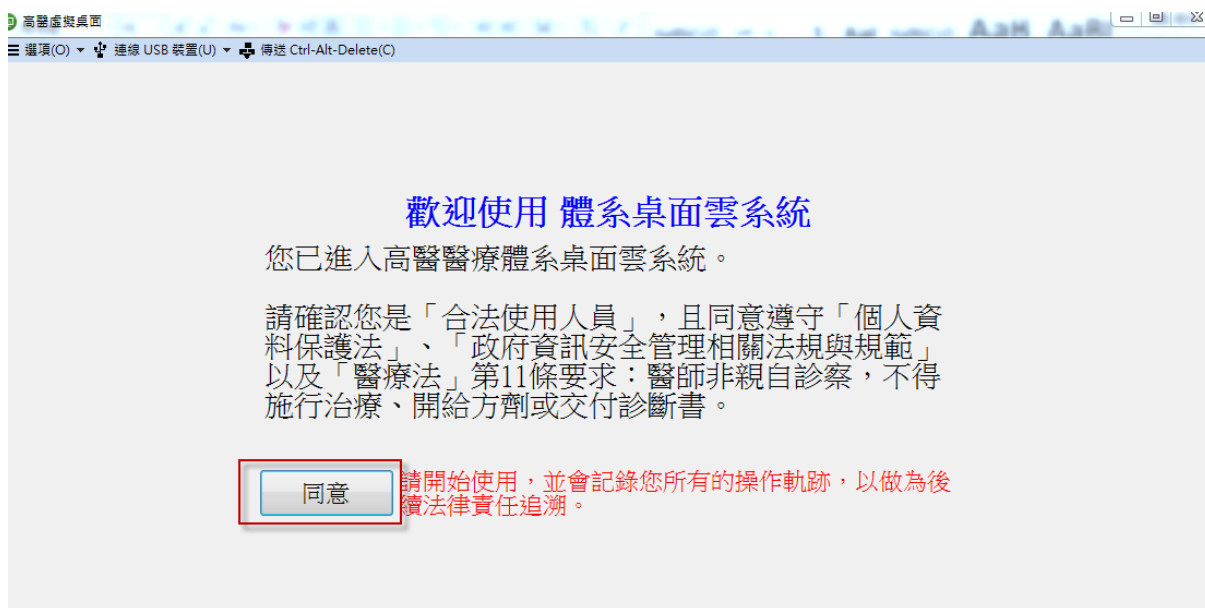 高醫虛擬桌面
選項(O) 連線 USB 裝置(U) 傳送 Ctrl-Alt-Delete(C)
歡迎使用 體系桌面雲系統
您已進入高醫醫療體系桌面雲系統。
請確認您是「合法使用人員」，且同意遵守「個人資
料保護法」、「政府資訊安全管理相關法規與規範」
以及「醫療法」第11條要求：醫師非親自診察，不得
施行治療、開給方劑或交付診斷書。
同意
請開始使用，並會記錄您所有的操作軌跡，以做為後
續法律責任追溯。